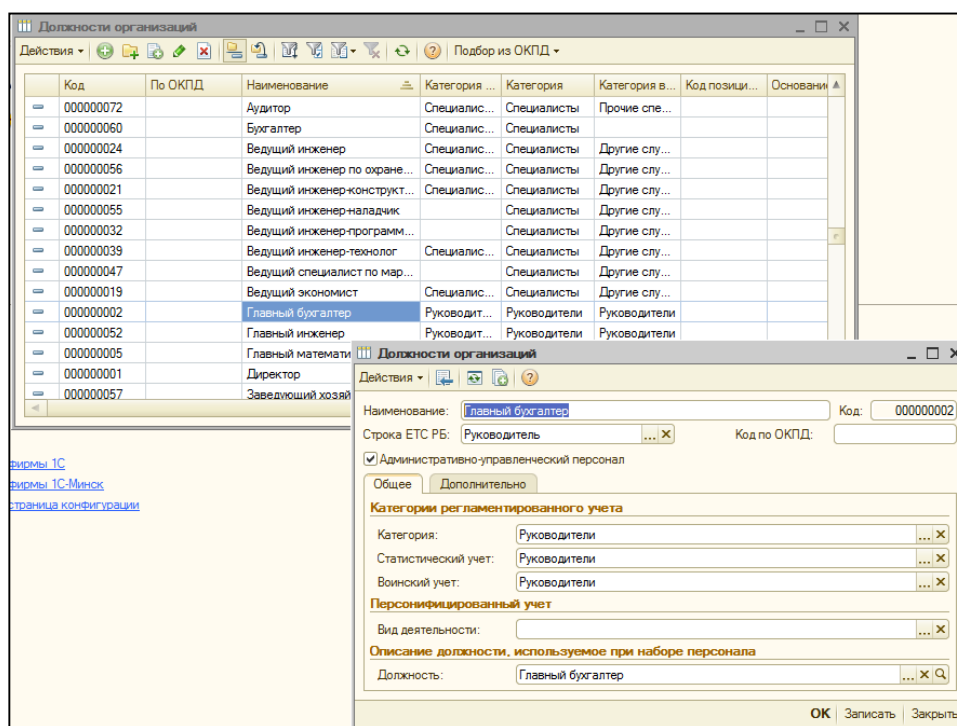 Должности организаций
Действия Подбор из ОКПД
Код По ОКПД Наименование Категория ... Категория Категория в... Код позици... Основани
000000072 Аудитор Специалис... Специалисты Прочие спе...
000000060 Бухгалтер Специалис... Специалисты
000000024 Ведущий инженер Специалис... Специалисты Другие слу...
000000056 Ведущий инженер по охране... Специалис... Специалисты Другие слу...
000000021 Ведущий инженер-конструкт... Специалис... Специалисты Другие слу...
000000055 Ведущий инженер-наладчик Специалисты Другие слу...
000000032 Ведущий инженер-программ... Специалисты Другие слу...
000000039 Ведущий инженер-технолог Специалис... Специалисты Другие слу...
000000047 Ведущий специалист по мар... Специалисты Другие слу...
000000019 Ведущий экономист Специалис... Специалисты Другие слу...
000000002 Главный бухгалтер Руководит... Руководители Руководители
000000052 Главный инженер Руководит... Руководители Руководители
000000005 Главный математи
000000001 Директор
000000057 Заведующий хозяй
фирмы 1С
фирмы 1С-Минск
страница конфигурации
Должности организаций
Действия
Наименование: Главный бухгалтер Код: 000000002
Строка ЕТС РБ: Руководитель ... Код по ОКПД:
Административно-управленческий персонал
Общее Дополнительно
Категории регламентированного учета
Категория: Руководители ...
Статистический учет: Руководители ...
Воинский учет: Руководители ...
Персонифицированный учет
Вид деятельности: ...
Описание должности, используемое при наборе персонала
Должность: Главный бухгалтер ...
OK Записать Закрыть